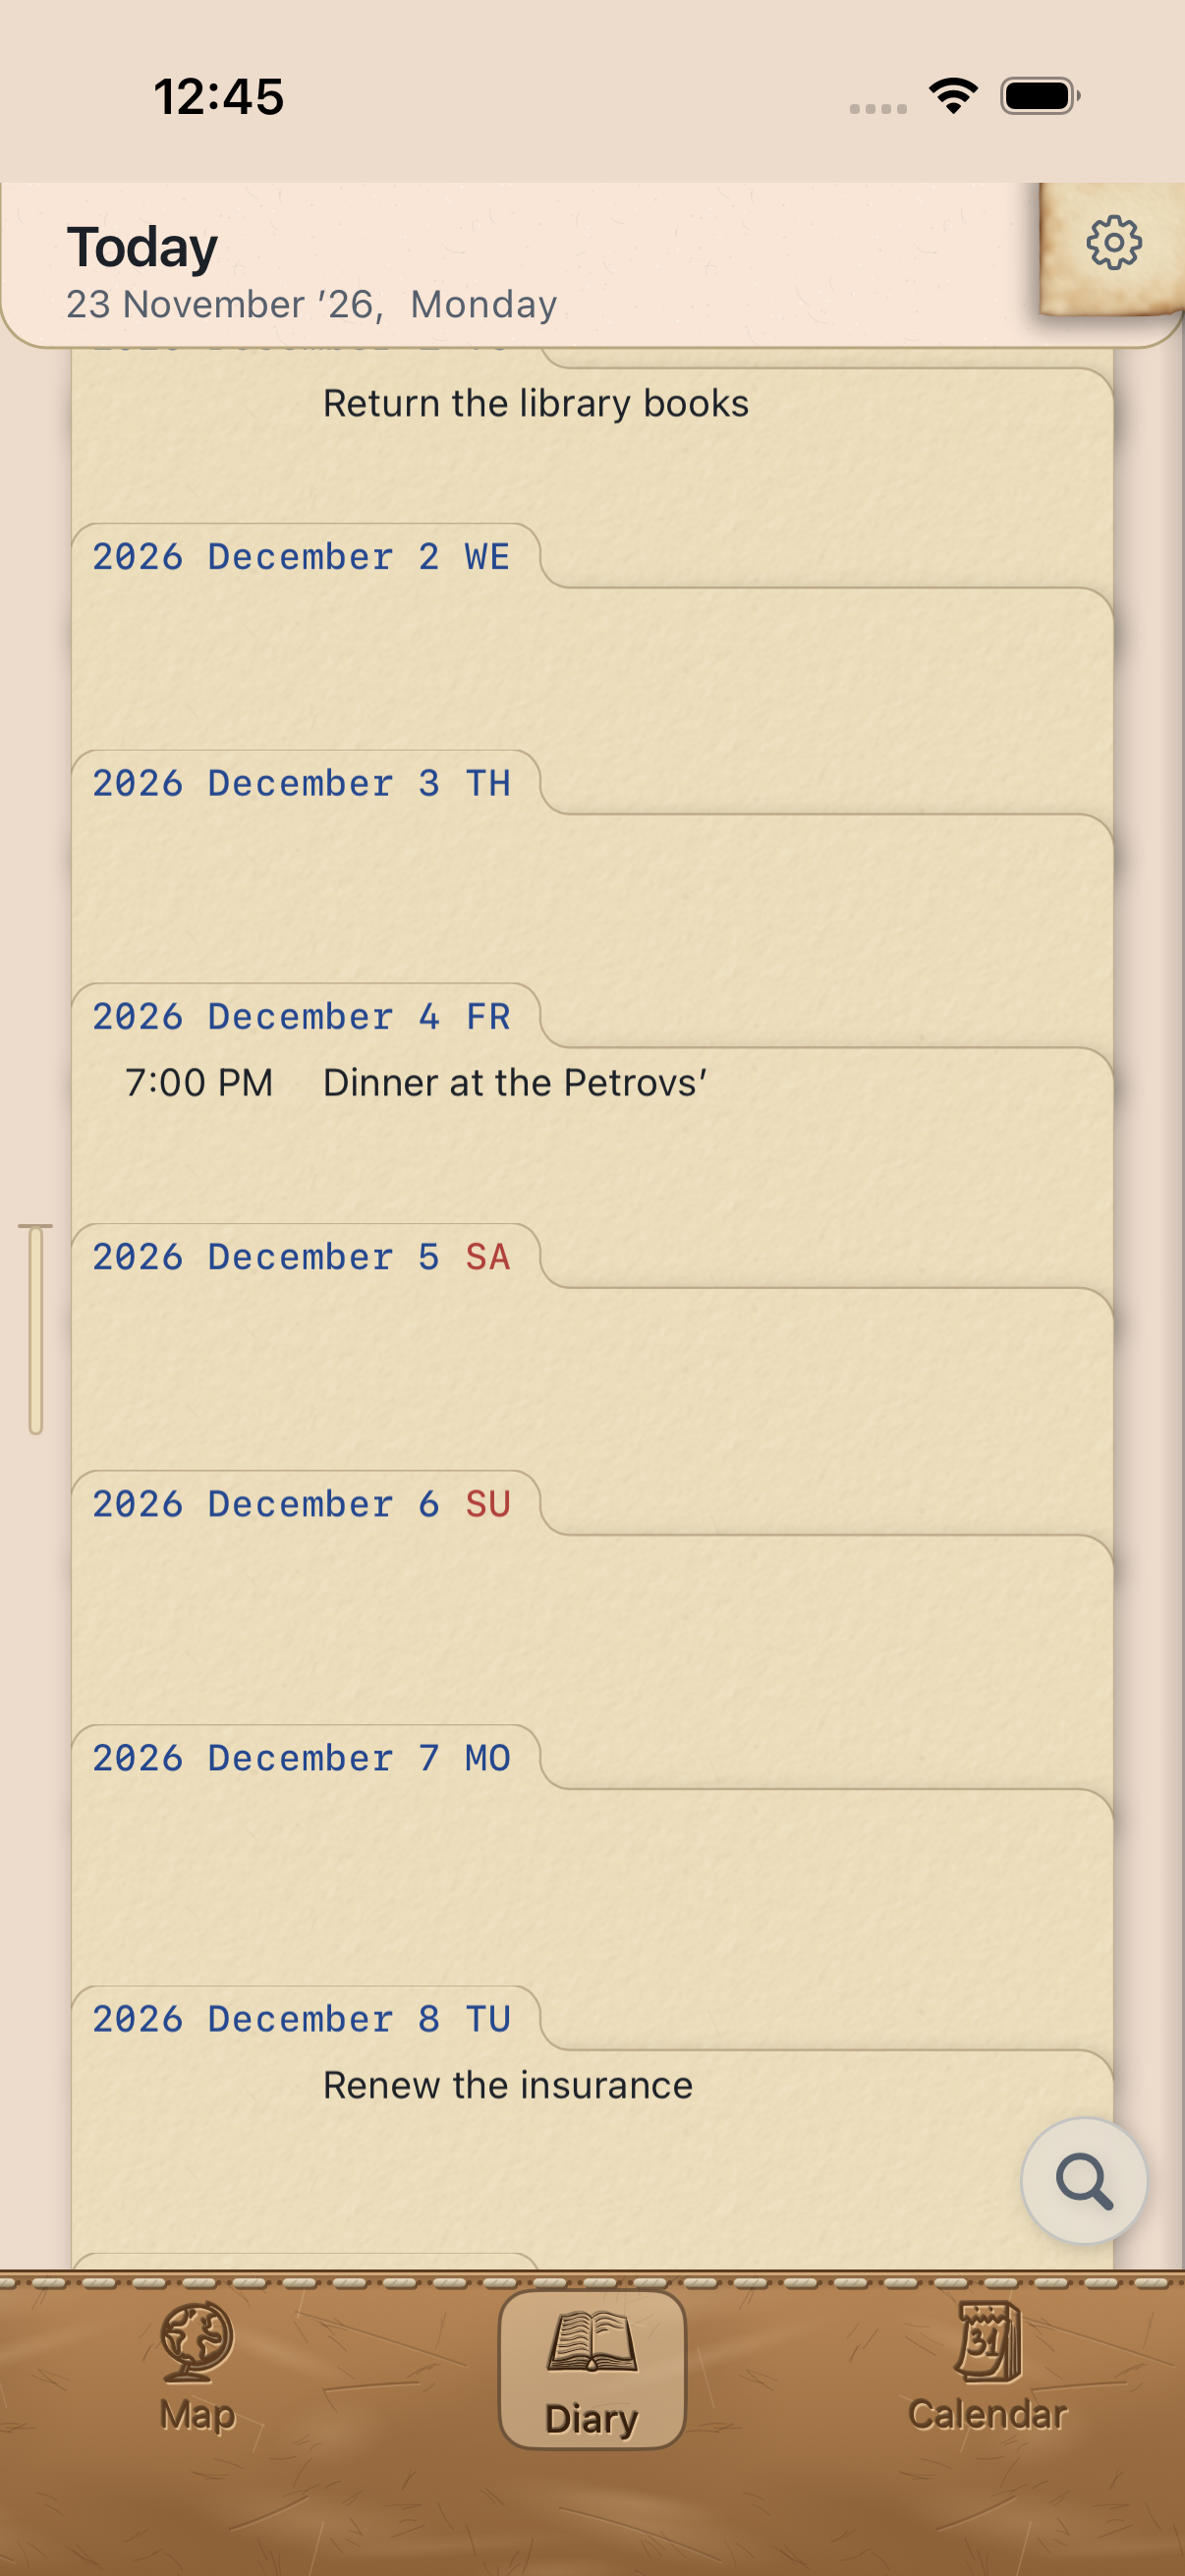 12:45
Today
23 November ’26, Monday
Return the library books
2026 December 2 WE
2026 December 3 TH
2026 December 4 FR
7:00 PM Dinner at the Petrovs’
2026 December 5 SA
2026 December 6 SU
2026 December 7 MO
2026 December 8 TU
Renew the insurance
31
Map
Diary
Calendar